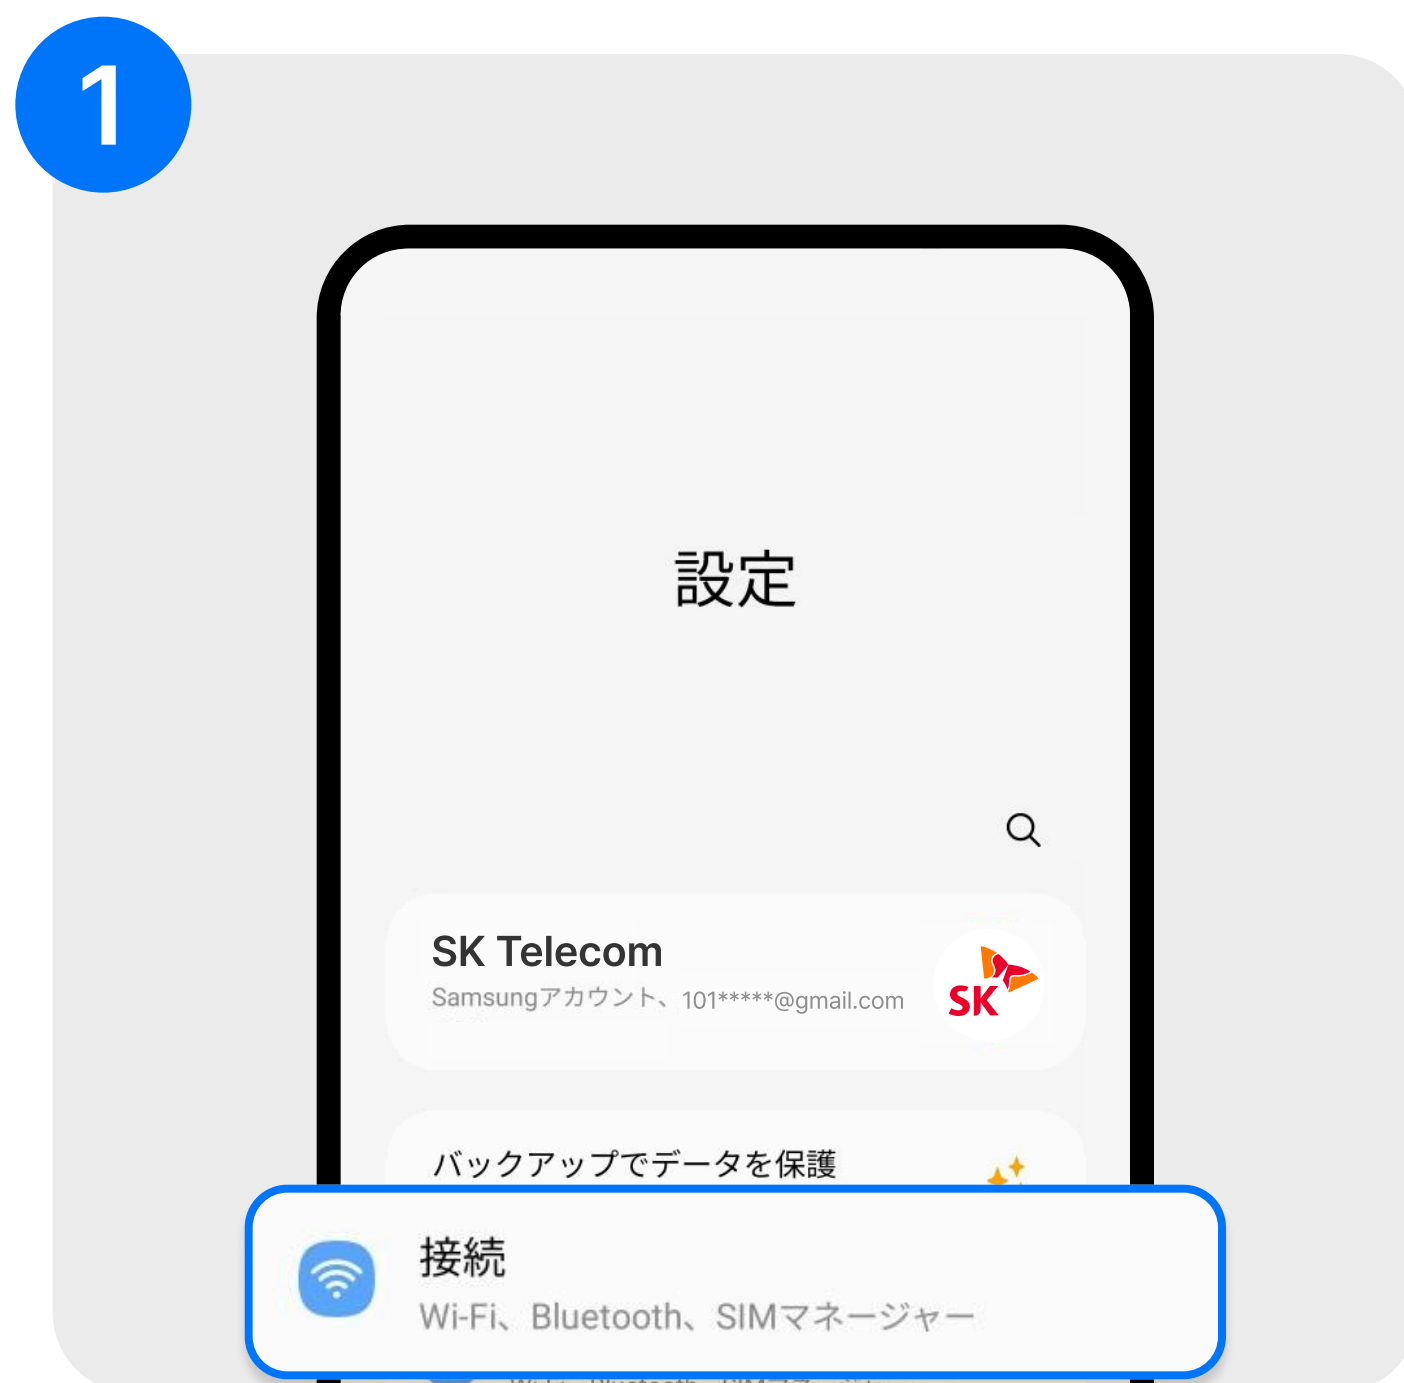 1
設定
SK Telecom
Samsungアカウント、101*****@gmail.com
SK
バックアップでデータを保護
接続
Wi-Fi、Bluetooth、SIMマネージャー